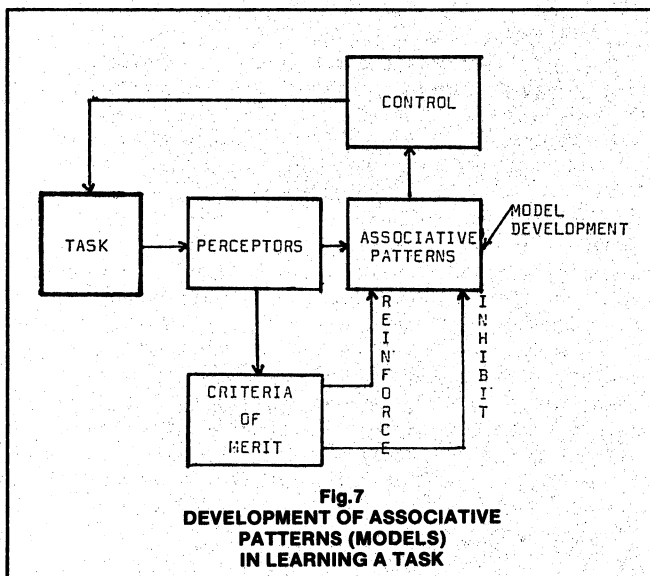 CONTROL
TASK
PERCEPTORS
ASSOCIATIVE
PATTERNS
MODEL
DEVELOPMENT
REINFORCE
INHIBIT
CRITERIA
OF
MERIT
Fig.7
DEVELOPMENT OF ASSOCIATIVE
PATTERNS (MODELS)
IN LEARNING A TASK